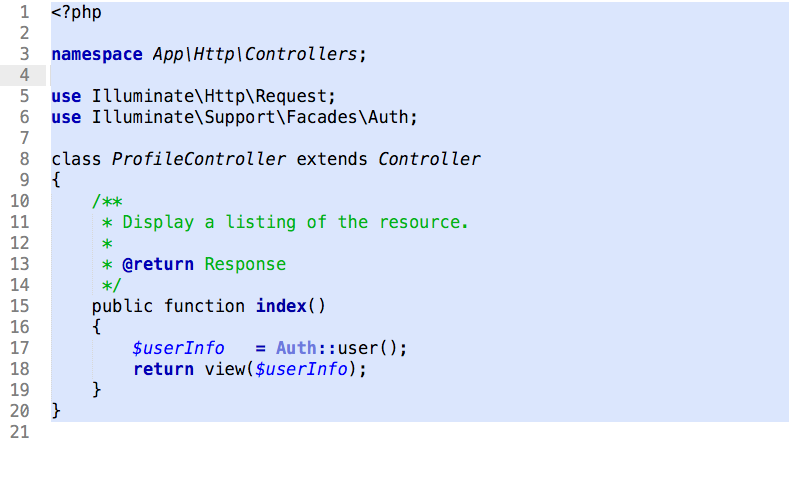 1 <?php
2
3 namespace App\Http\Controllers;
4
5 use Illuminate\Http\Request;
6 use Illuminate\Support\Facades\Auth;
7
8 class ProfileController extends Controller
9 {
10     /**
11      * Display a listing of the resource.
12      *
13      * @return Response
14      */
15     public function index()
16     {
17         $userInfo   = Auth::user();
18         return view($userInfo);
19     }
20 }
21